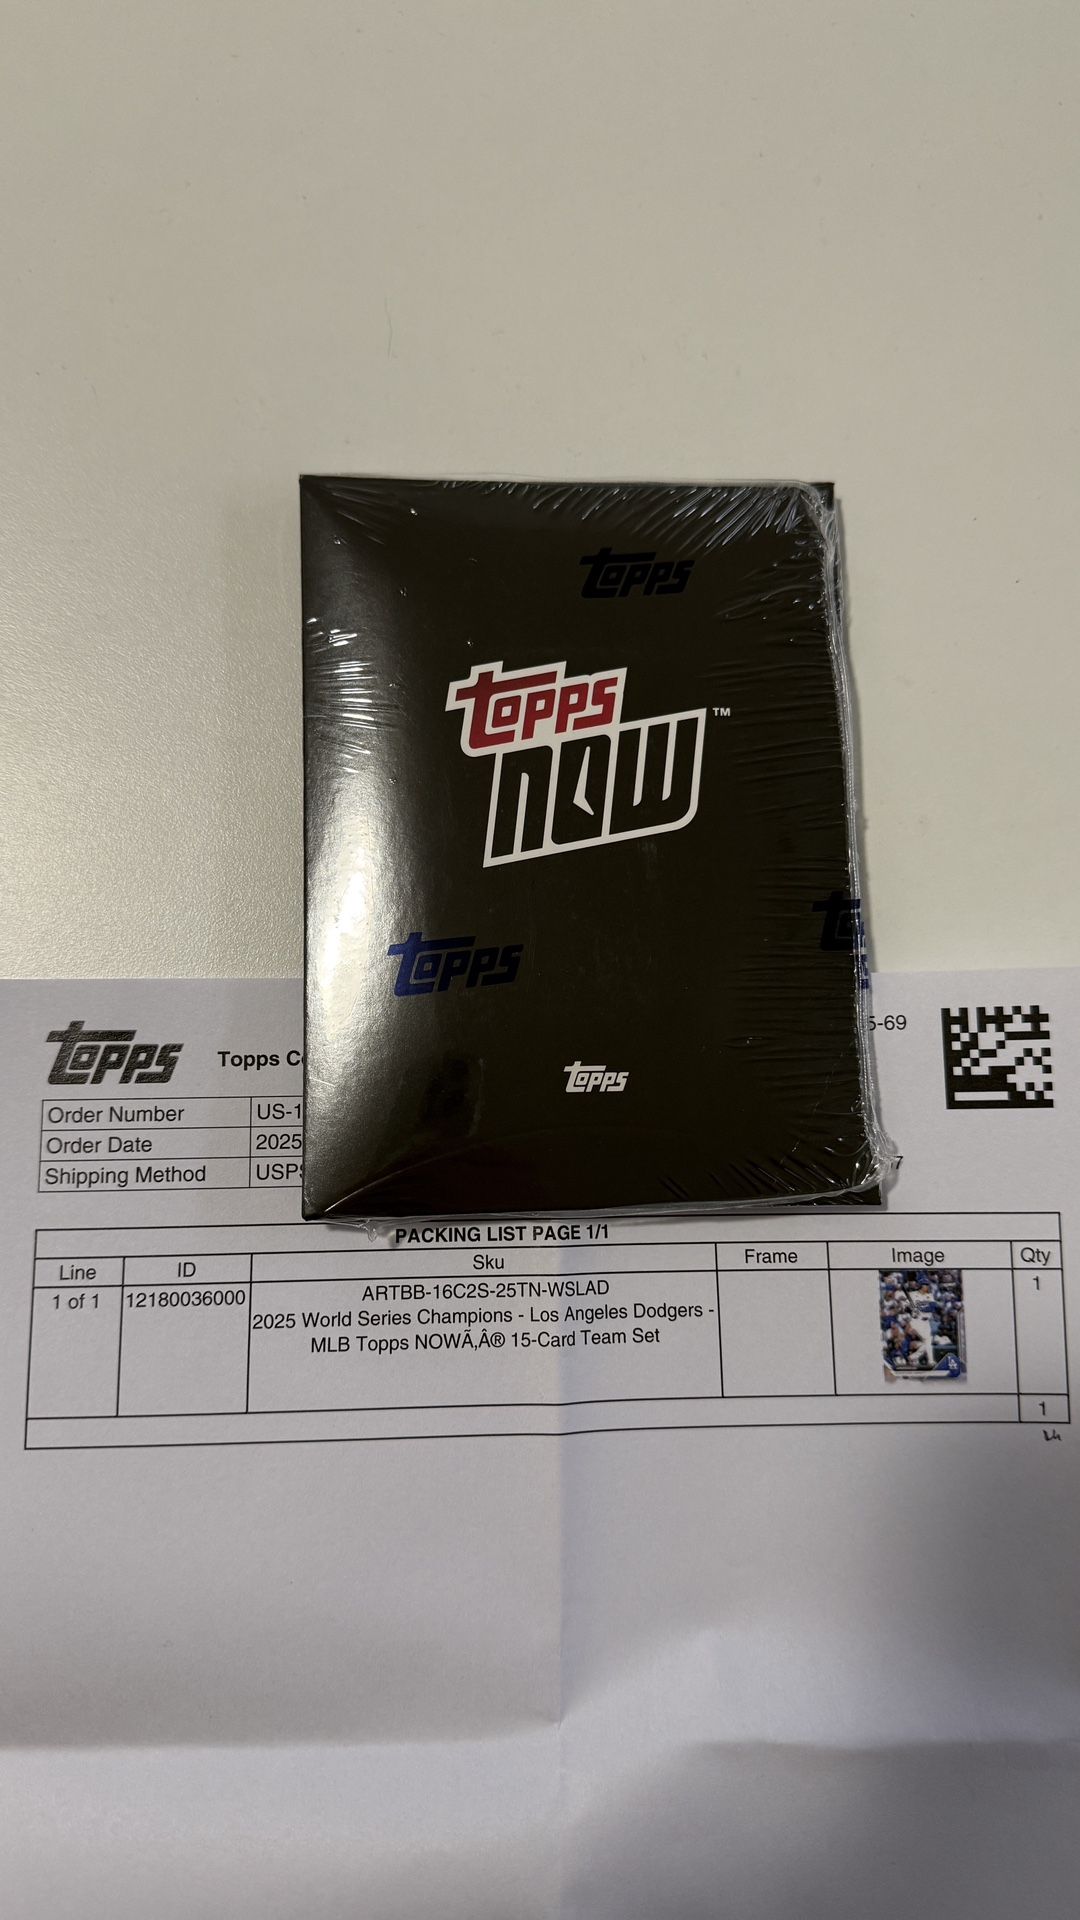 topps
topps
now™
topps
topps
topps
5-69
Topps Co
Order Number US-1
Order Date 2025
Shipping Method USPS
7
PACKING LIST PAGE 1/1
Line ID Sku Frame Image Qty
1 of 1 12180036000 ARTBB-16C2S-25TN-WSLAD 1
2025 World Series Champions - Los Angeles Dodgers -
MLB Topps NOWÃ‚Â® 15-Card Team Set
1